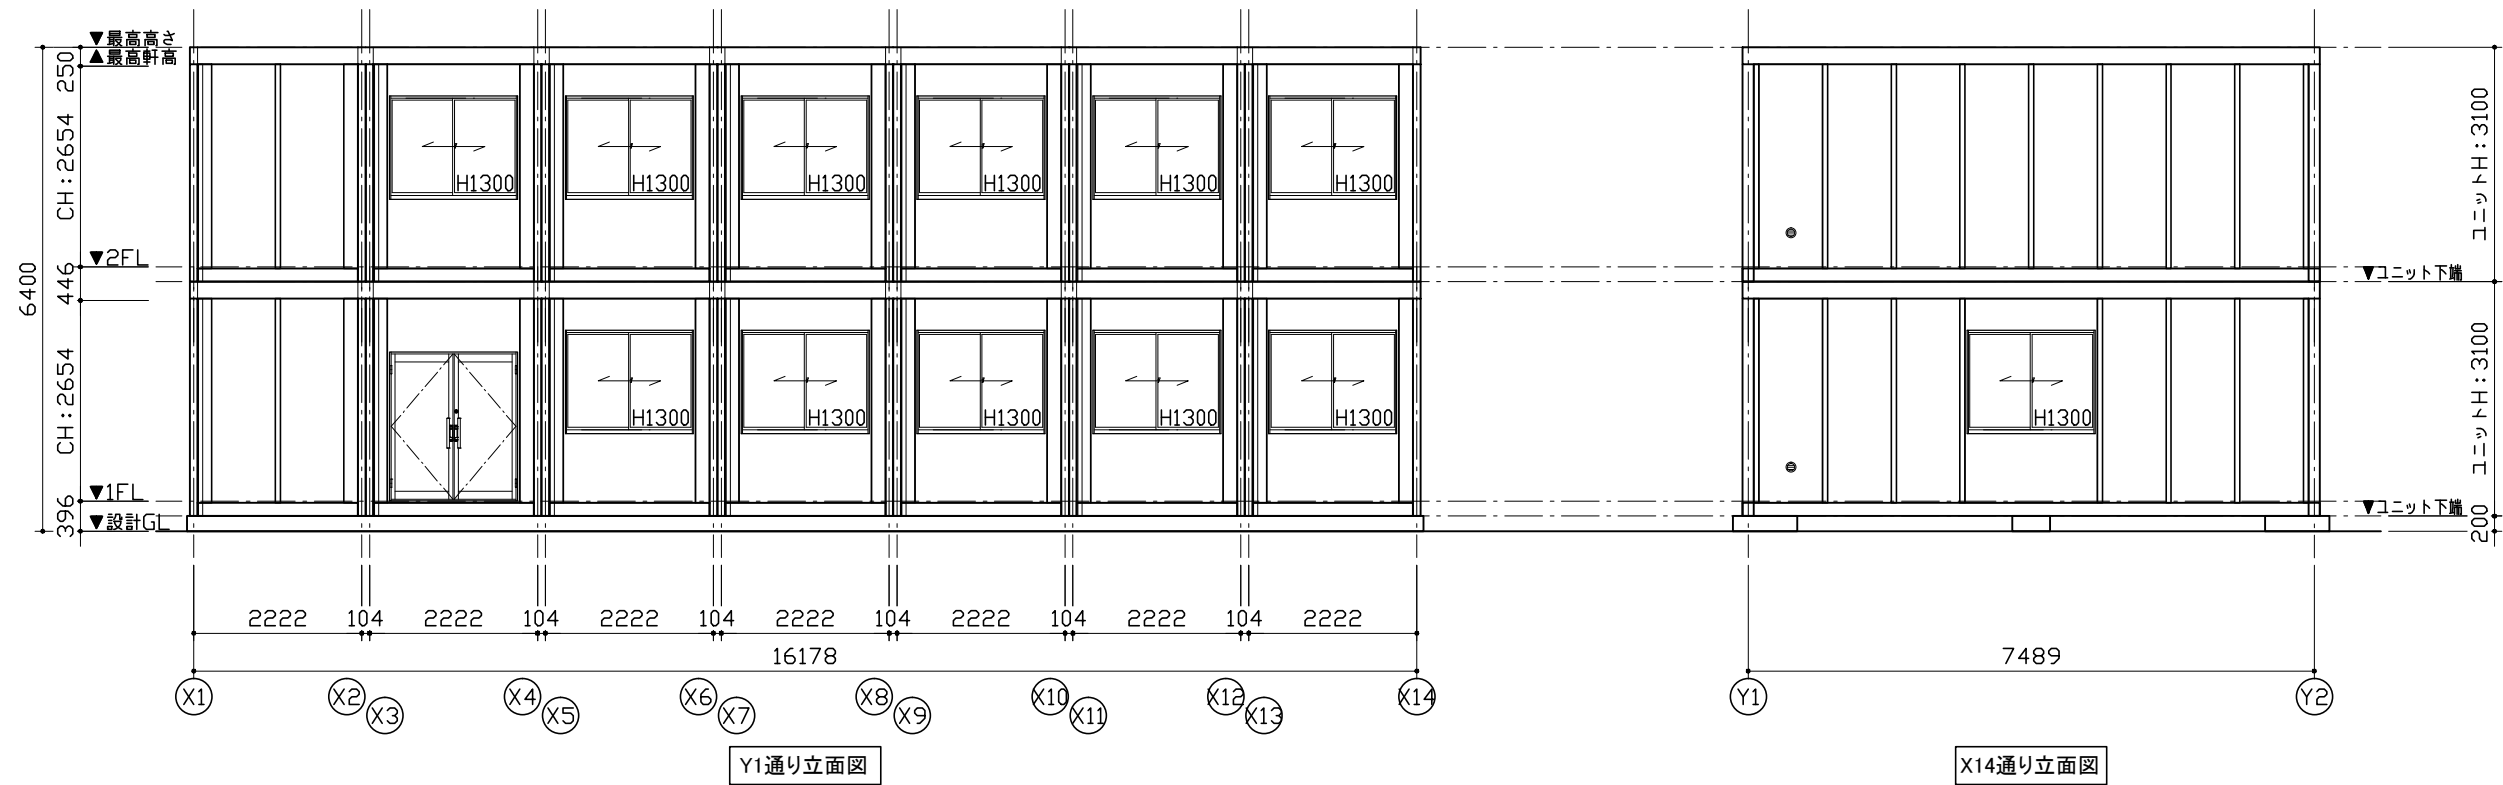 ▼最高高さ
▲最高軒高
250
CH:2654
▼2FL
446
6400
CH:2654
▼1FL
396
▼設計GL
H1300
H1300
H1300
H1300
H1300
H1300
H1300
H1300
H1300
H1300
H1300
H1300
ユニットH:3100
▼ユニット下端
ユニットH:3100
▼ユニット下端
200
2222
104
2222
104
2222
104
2222
104
2222
104
2222
104
2222
16178
7489
X1
X2
X3
X4
X5
X6
X7
X8
X9
X10
X11
X12
X13
X14
Y1
Y2
Y1通り立面図
X14通り立面図